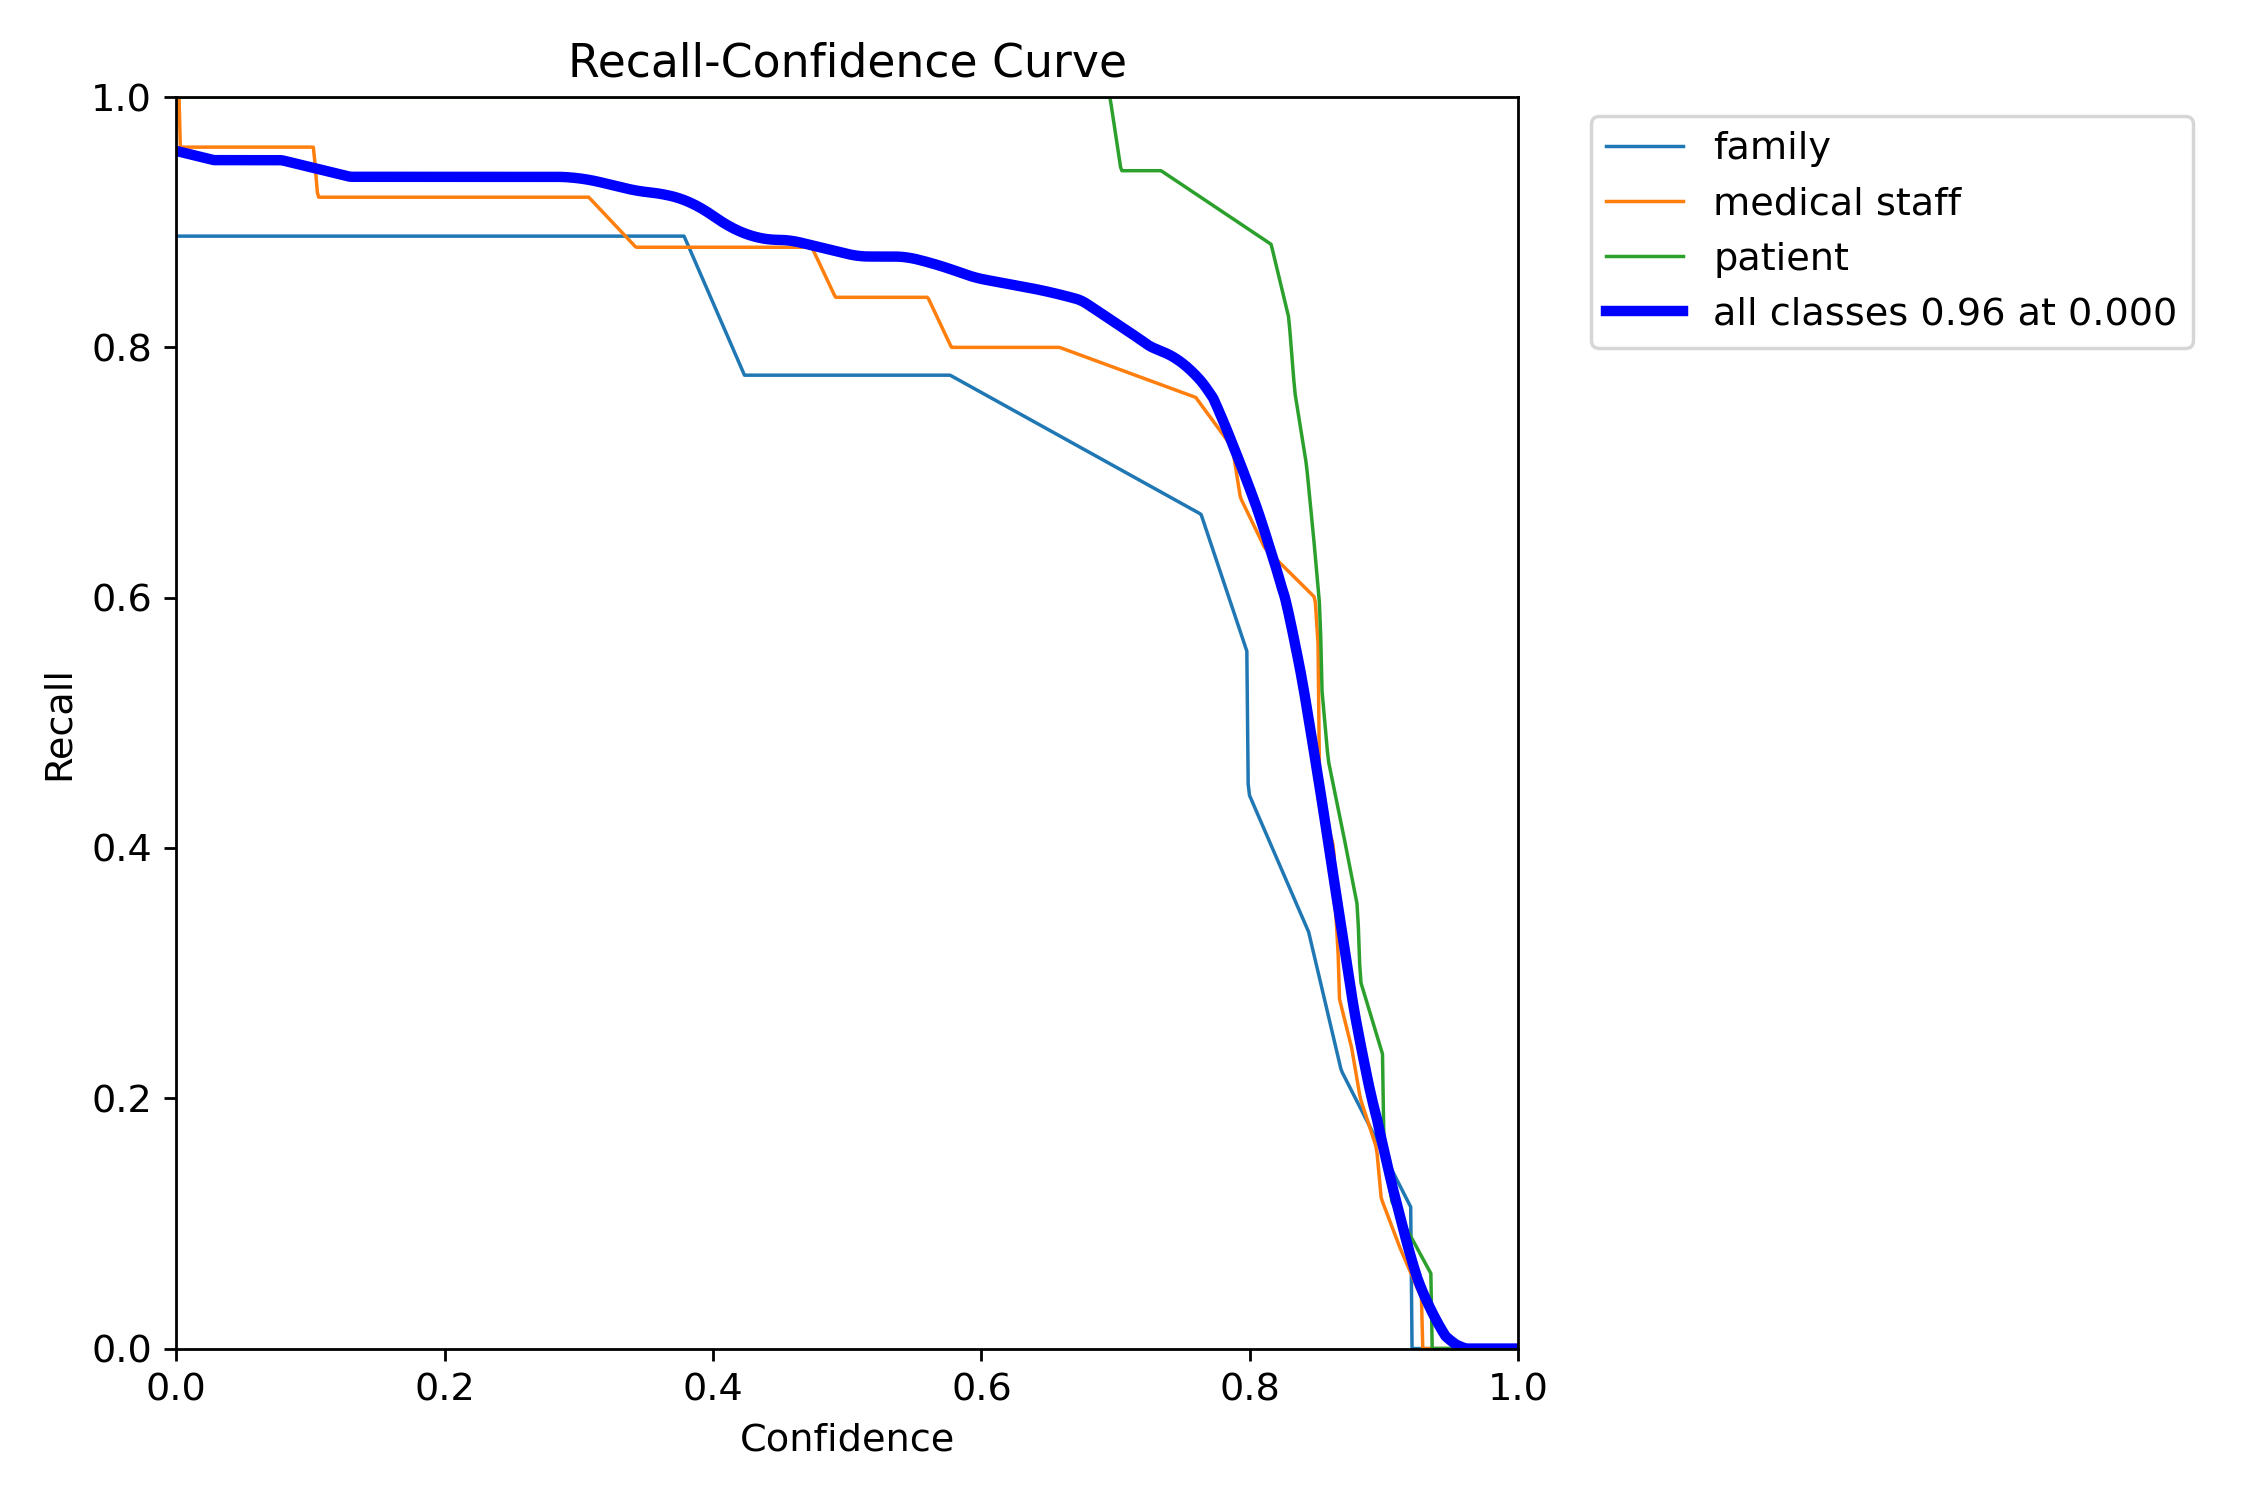 Recall-Confidence Curve
1.0
0.8
0.6
0.4
0.2
0.0
Recall
0.0 0.2 0.4 0.6 0.8 1.0
Confidence
family
medical staff
patient
all classes 0.96 at 0.000